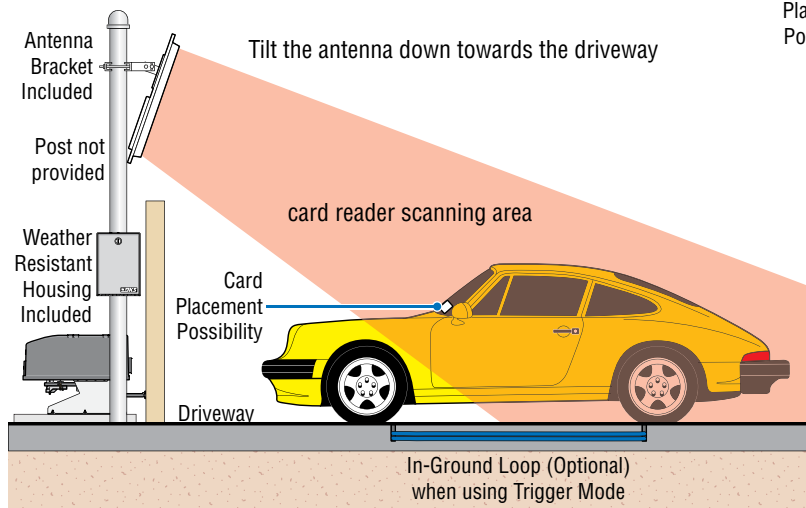 Antenna
Bracket
Included
Tilt the antenna down towards the driveway
Post not
provided
card reader scanning area
Weather
Resistant
Housing
Included
Card
Placement
Possibility
Driveway
In-Ground Loop (Optional)
when using Trigger Mode